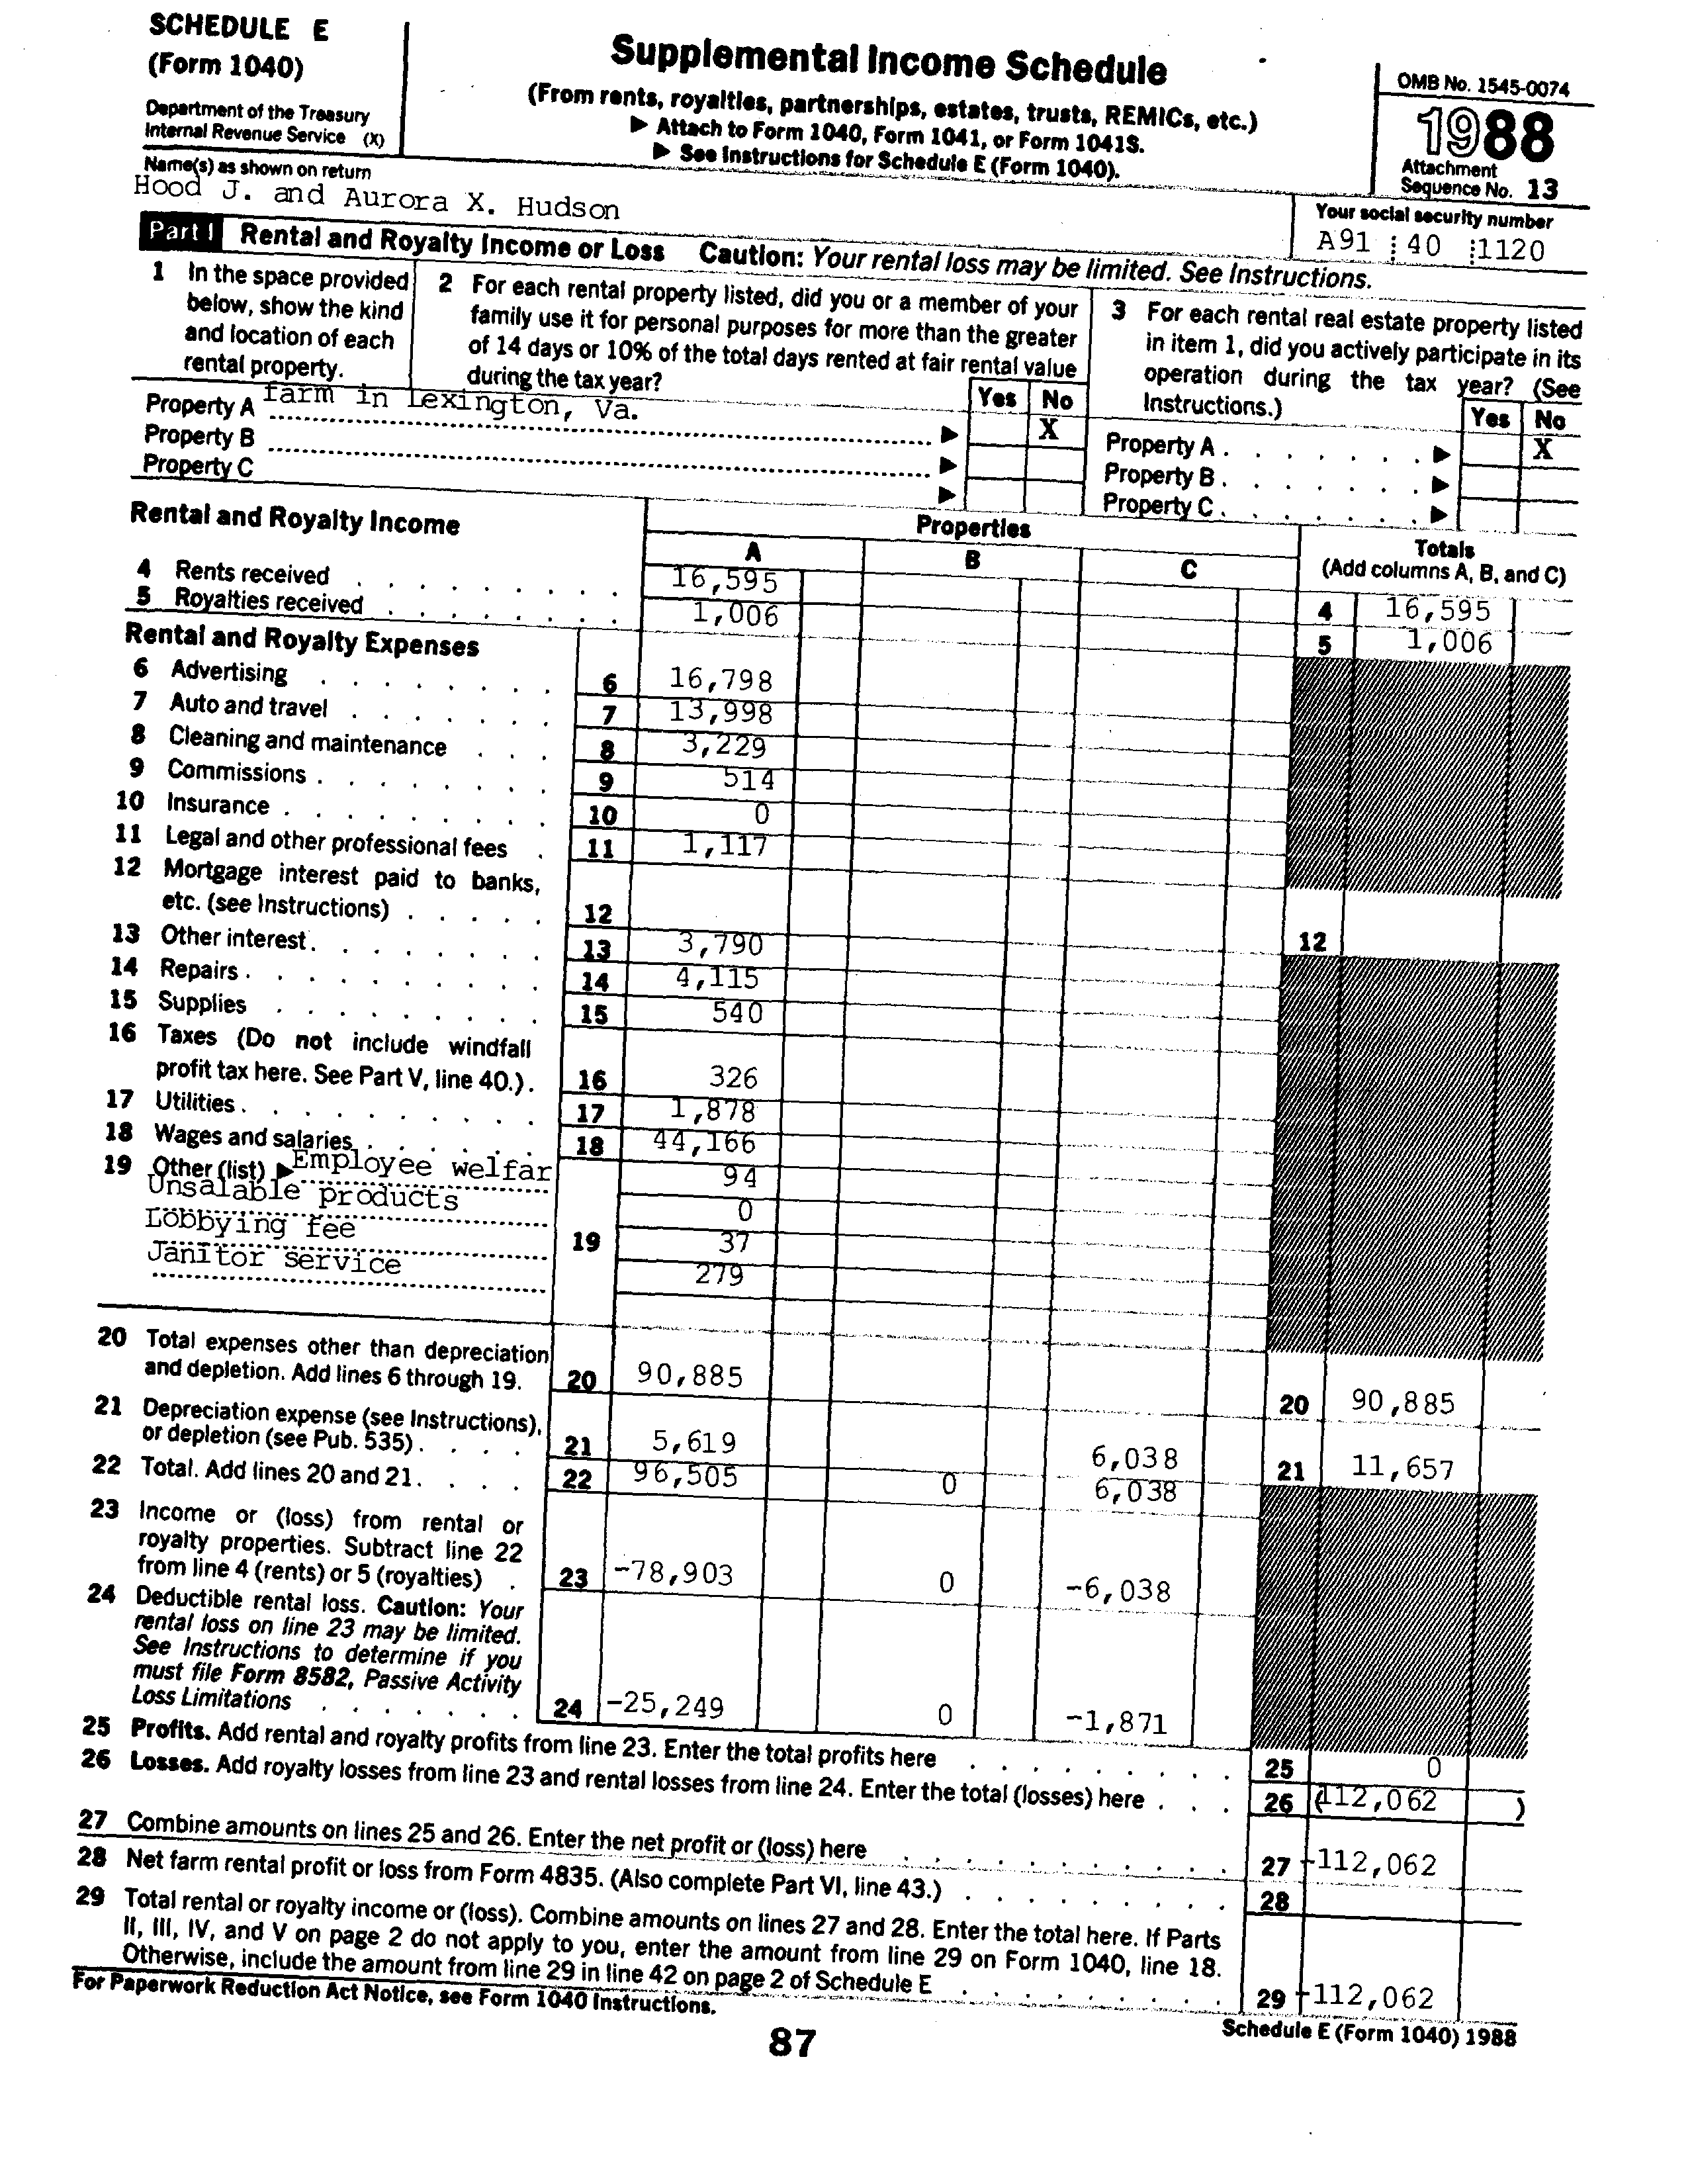 SCHEDULE E
(Form 1040)
Department of the Treasury
Internal Revenue Service (X)
Supplemental Income Schedule
(From rents, royalties, partnerships, estates, trusts, REMICs, etc.)
▶ Attach to Form 1040, Form 1041, or Form 1041S.
▶ See Instructions for Schedule E (Form 1040).
OMB No. 1545-0074
1988
Attachment
Sequence No. 13
Name(s) as shown on return
Hood J. and Aurora X. Hudson
Your social security number
A91 40 1120
Part I Rental and Royalty Income or Loss Caution: Your rental loss may be limited. See Instructions.
1 In the space provided
below, show the kind
and location of each
rental property.
2 For each rental property listed, did you or a member of your
family use it for personal purposes for more than the greater
of 14 days or 10% of the total days rented at fair rental value
during the tax year?
Yes No
3 For each rental real estate property listed
in item 1, did you actively participate in its
operation during the tax year? (See
Instructions.)
Yes No
Property A farm in Lexington, Va. ▶ X
Property B ▶
Property C ▶
Property A . . . . . . . ▶ X
Property B . . . . . . . ▶
Property C . . . . . . . ▶
Rental and Royalty Income
Properties
A B C
Totals
(Add columns A, B, and C)
4 Rents received . . . . . . . 16,595 4 16,595
5 Royalties received . . . . . . 1,006 5 1,006
Rental and Royalty Expenses
6 Advertising . . . . . . . 6 16,798
7 Auto and travel . . . . . . 7 13,998
8 Cleaning and maintenance . . . 8 3,229
9 Commissions . . . . . . . 9 514
10 Insurance . . . . . . . . 10 0
11 Legal and other professional fees . 11 1,117
12 Mortgage interest paid to banks,
etc. (see Instructions) . . . . . 12 12
13 Other interest . . . . . . . 13 3,790
14 Repairs . . . . . . . . . 14 4,115
15 Supplies . . . . . . . . 15 540
16 Taxes (Do not include windfall
profit tax here. See Part V, line 40.) . 16 326
17 Utilities . . . . . . . . . 17 1,878
18 Wages and salaries . . . . . . 18 44,166
19 Other (list) ▶ Employee welfar 94
Unsalable products 0
Lobbying fee 19 37
Janitor service 279
20 Total expenses other than depreciation
and depletion. Add lines 6 through 19. 20 90,885 20 90,885
21 Depreciation expense (see Instructions),
or depletion (see Pub. 535) . . . . 21 5,619 6,038 21 11,657
22 Total. Add lines 20 and 21 . . . . 22 96,505 0 6,038
23 Income or (loss) from rental or
royalty properties. Subtract line 22
from line 4 (rents) or 5 (royalties) . 23 -78,903 0 -6,038
24 Deductible rental loss. Caution: Your
rental loss on line 23 may be limited.
See Instructions to determine if you
must file Form 8582, Passive Activity
Loss Limitations . . . . . . . 24 -25,249 0 -1,871
25 Profits. Add rental and royalty profits from line 23. Enter the total profits here . . . . . . . . . 25 0
26 Losses. Add royalty losses from line 23 and rental losses from line 24. Enter the total (losses) here . . . 26 (112,062 )
27 Combine amounts on lines 25 and 26. Enter the net profit or (loss) here . . . . . . . . . . . 27 -112,062
28 Net farm rental profit or loss from Form 4835. (Also complete Part VI, line 43.) . . . . . . . . . 28
29 Total rental or royalty income or (loss). Combine amounts on lines 27 and 28. Enter the total here. If Parts
II, III, IV, and V on page 2 do not apply to you, enter the amount from line 29 on Form 1040, line 18.
Otherwise, include the amount from line 29 in line 42 on page 2 of Schedule E . . . . . . . . . 29 -112,062
For Paperwork Reduction Act Notice, see Form 1040 Instructions.
Schedule E (Form 1040) 1988
87